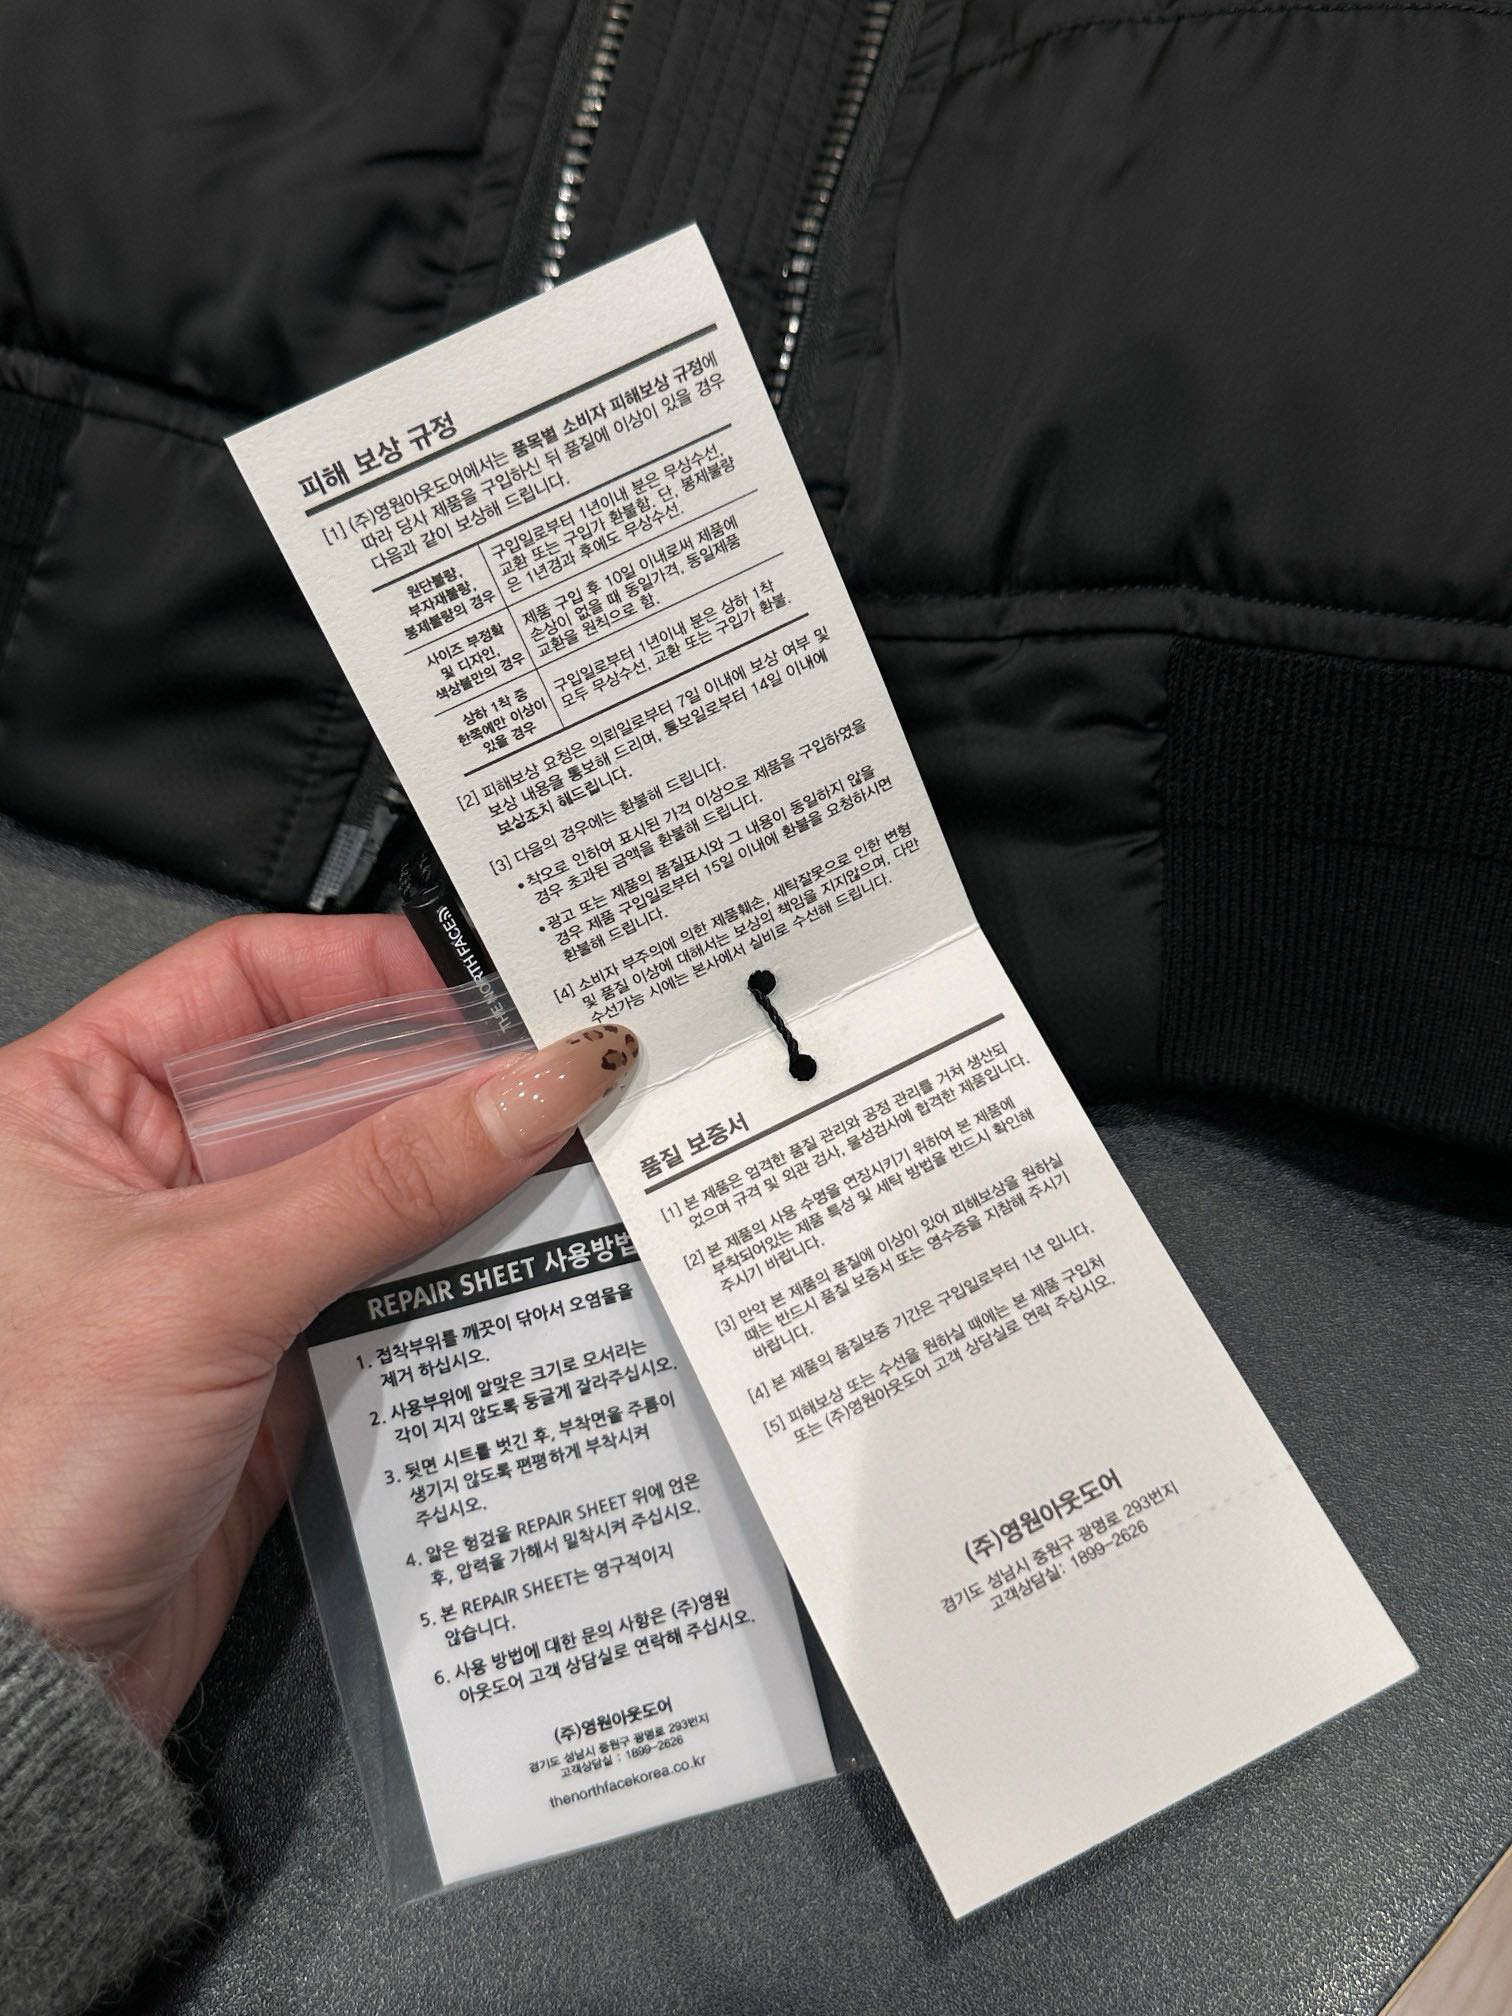 피해 보상 규정
[1] (주)영원아웃도어에서는 품목별 소비자 피해보상 규정에
따라 당사 제품을 구입하신 뒤 품질에 이상이 있을 경우
다음과 같이 보상해 드립니다.
원단불량,
부자재불량,
봉제불량의 경우
구입일로부터 1년이내 분은 무상수선,
교환 또는 구입가 환불함, 단, 봉제불량
은 1년경과 후에도 무상수선.
사이즈 부정확
및 디자인,
색상불만의 경우
제품 구입 후 10일 이내로써 제품에
손상이 없을 때 동일가격, 동일제품
교환을 원칙으로 함.
상하 1착 중
한쪽에만 이상이
있을 경우
구입일로부터 1년이내 분은 상하 1착
모두 무상수선, 교환 또는 구입가 환불.
[2] 피해보상 요청은 의뢰일로부터 7일 이내에 보상 여부 및
보상 내용을 통보해 드리며, 통보일로부터 14일 이내에
보상조치 해드립니다.
[3] 다음의 경우에는 환불해 드립니다.
• 착오로 인하여 표시된 가격 이상으로 제품을 구입하였을
경우 초과된 금액을 환불해 드립니다.
• 광고 또는 제품의 품질표시와 그 내용이 동일하지 않을
경우 제품 구입일로부터 15일 이내에 환불을 요청하시면
환불해 드립니다.
[4] 소비자 부주의에 의한 제품훼손, 세탁잘못으로 인한 변형
및 품질 이상에 대해서는 보상의 책임을 지지않으며, 다만
수선가능 시에는 본사에서 실비로 수선해 드립니다.
THE NORTH FACE
품질 보증서
[1] 본 제품은 엄격한 품질 관리와 공정 관리를 거쳐 생산되
었으며 규격 및 외관 검사, 물성검사에 합격한 제품입니다.
[2] 본 제품의 사용 수명을 연장시키기 위하여 본 제품에
부착되어있는 제품 특성 및 세탁 방법을 반드시 확인해
주시기 바랍니다.
[3] 만약 본 제품의 품질에 이상이 있어 피해보상을 원하실
때는 반드시 품질 보증서 또는 영수증을 지참해 주시기
바랍니다.
[4] 본 제품의 품질보증 기간은 구입일로부터 1년 입니다.
[5] 피해보상 또는 수선을 원하실 때에는 본 제품 구입처
또는 (주)영원아웃도어 고객 상담실로 연락 주십시오.
(주)영원아웃도어
경기도 성남시 중원구 광명로 293번지
고객상담실: 1899-2626
REPAIR SHEET 사용방법
1. 접착부위를 깨끗이 닦아서 오염물을
제거 하십시오.
2. 사용부위에 알맞은 크기로 모서리는
각이 지지 않도록 둥글게 잘라주십시오.
3. 뒷면 시트를 벗긴 후, 부착면을 주름이
생기지 않도록 편평하게 부착시켜
주십시오.
4. 얇은 헝겊을 REPAIR SHEET 위에 얹은
후, 압력을 가해서 밀착시켜 주십시오.
5. 본 REPAIR SHEET는 영구적이지
않습니다.
6. 사용 방법에 대한 문의 사항은 (주)영원
아웃도어 고객 상담실로 연락해 주십시오.
(주)영원아웃도어
경기도 성남시 중원구 광명로 293번지
고객상담실 : 1899-2626
thenorthfacekorea.co.kr